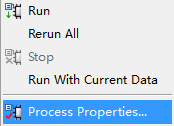 Run
Rerun All
Stop
Run With Current Data
Process Properties...